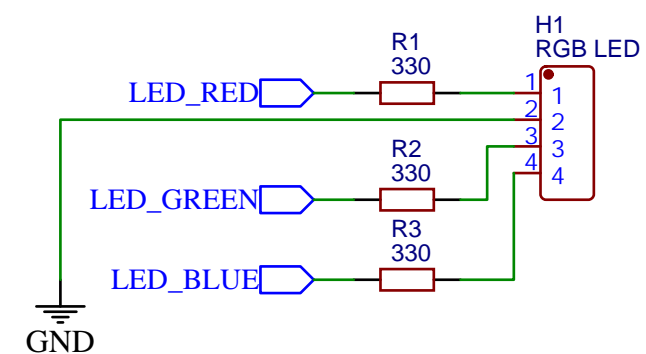 H1
RGB LED
R1
330
LED_RED
1
1
2
2
3
3
4
4
R2
330
LED_GREEN
R3
330
LED_BLUE
GND